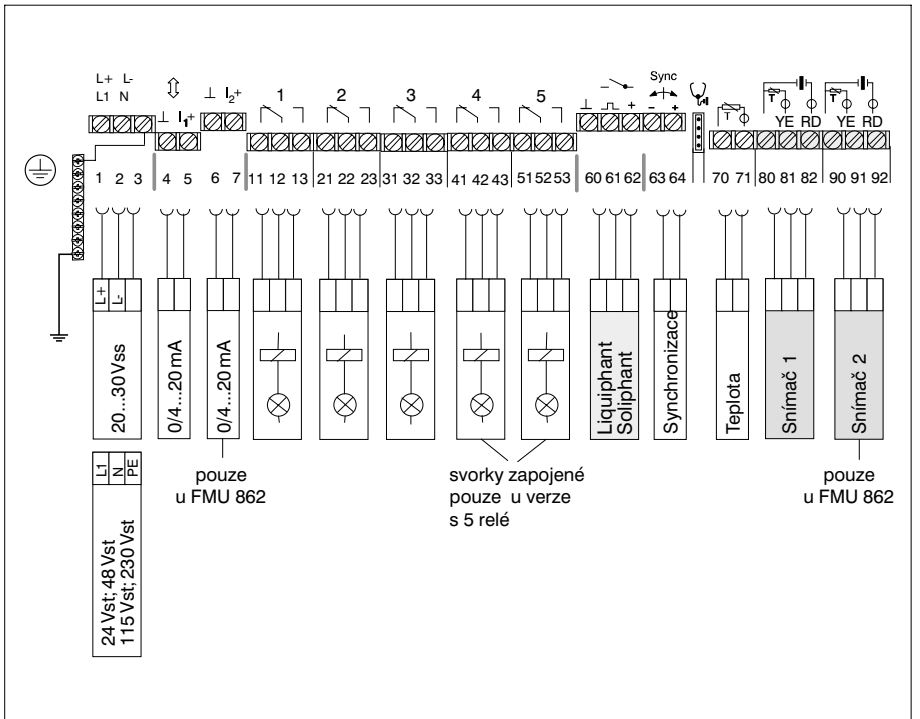 L+ L-
L1 N
⊥ I1+
⊥ I2+
1 2 3 4 5
⊥ +
Sync
- +
T
T
YE RD
T
YE RD
1 2 3 4 5 6 7 11 12 13 21 22 23 31 32 33 41 42 43 51 52 53 60 61 62 63 64 70 71 80 81 82 90 91 92
L+ L-
20...30 Vss
0/4...20 mA
0/4...20 mA
Liquiphant
Soliphant
Synchronizace
Teplota
Snímač 1
Snímač 2
L1 N PE
24 Vst; 48 Vst
115 Vst; 230 Vst
pouze
u FMU 862
svorky zapojené
pouze u verze
s 5 relé
pouze
u FMU 862